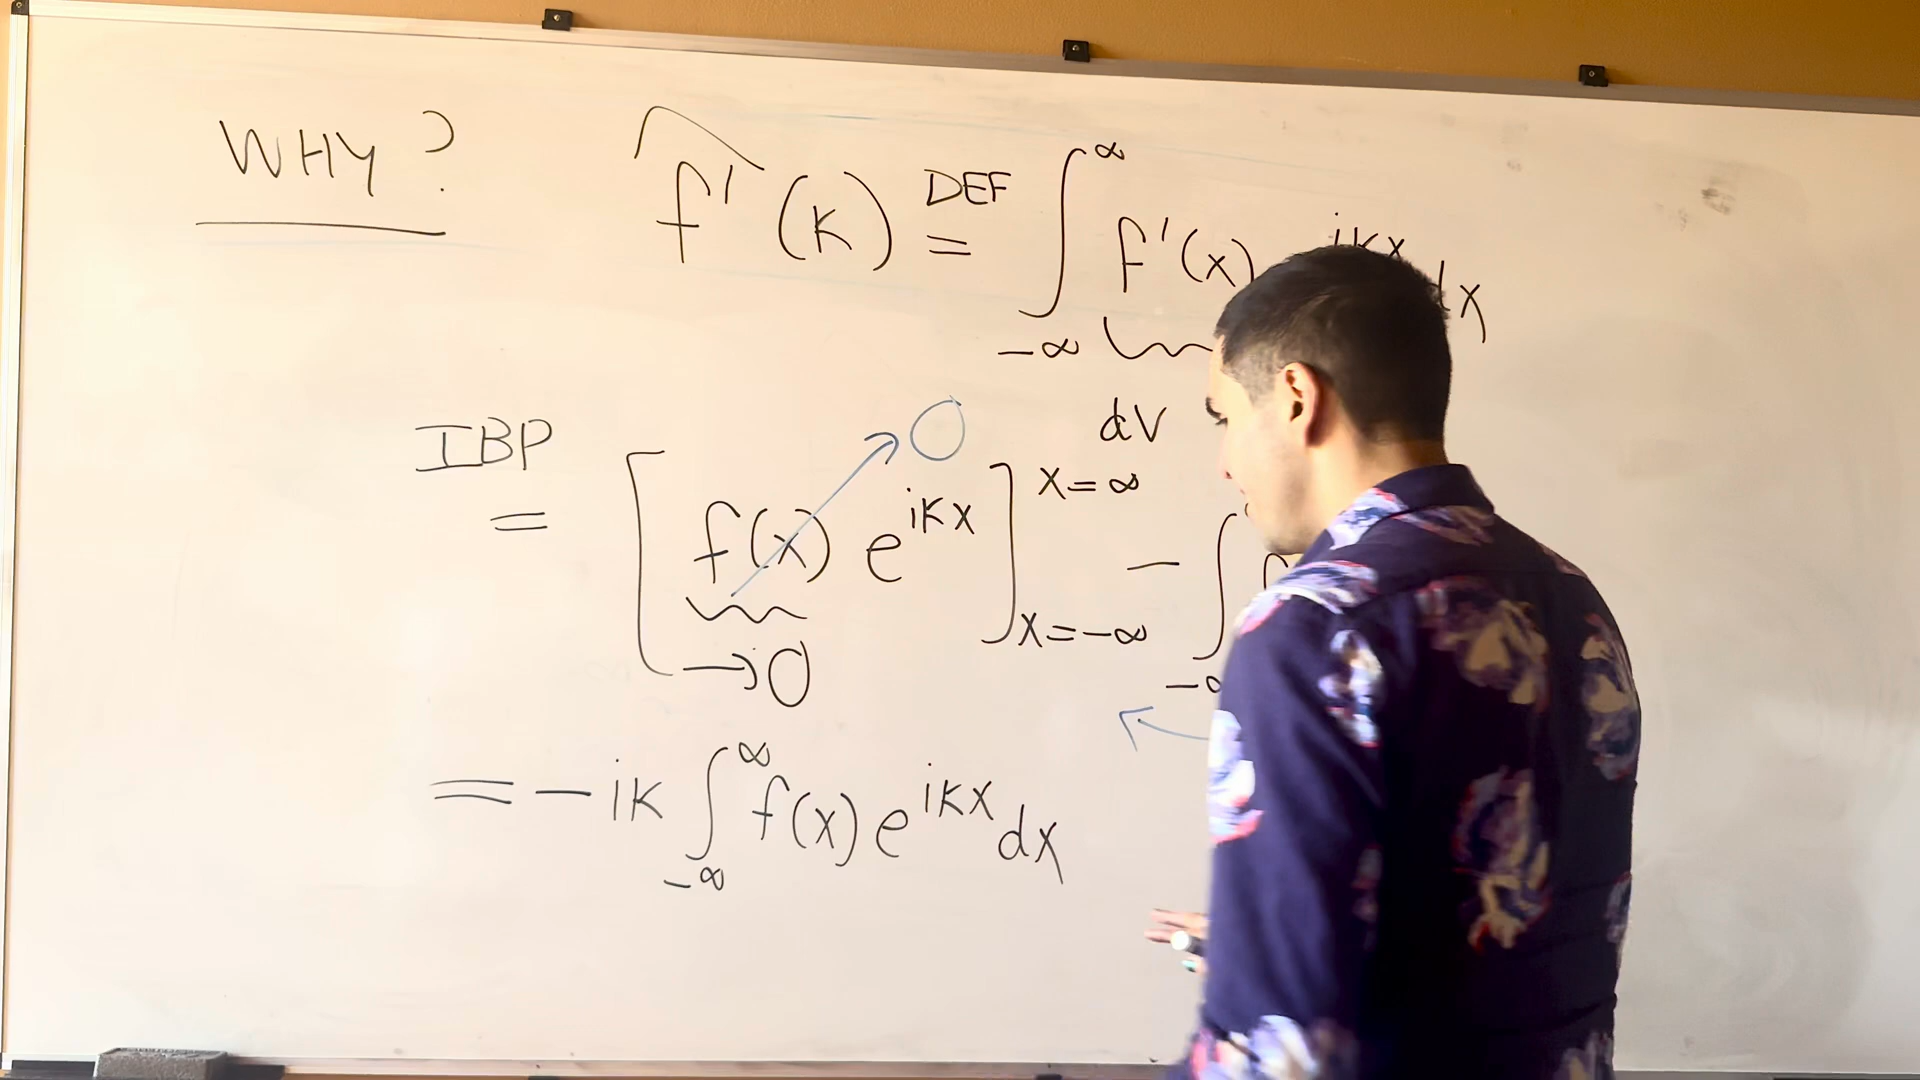 WHY?
f'(k) DEF = ∫ ∞ -∞ f'(x) ikx dx
dV
IBP = [ f(x) e^{ikx} ] x=∞ x=-∞ - ∫ -∞
→0
0
= -ik ∫ ∞ -∞ f(x) e^{ikx} dx